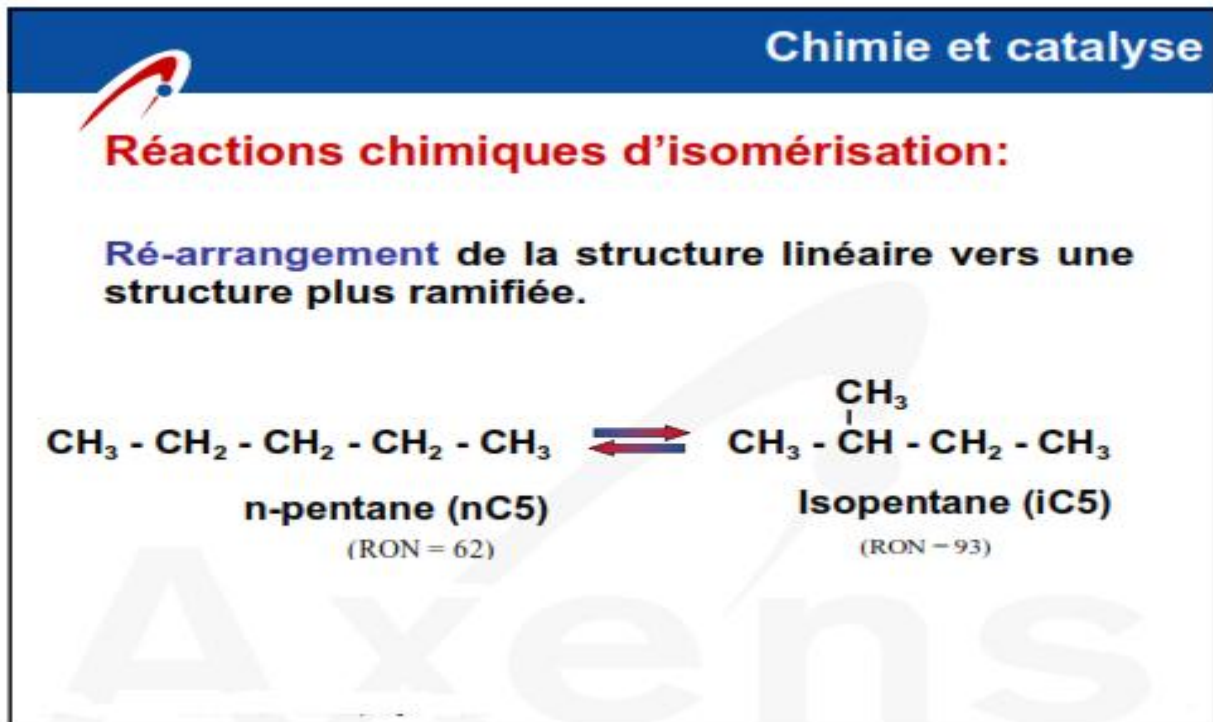 Chimie et catalyse
Réactions chimiques d'isomérisation:
Ré-arrangement de la structure linéaire vers une
structure plus ramifiée.
CH₃
CH₃ - CH₂ - CH₂ - CH₂ - CH₃ CH₃ - CH - CH₂ - CH₃
n-pentane (nC5) Isopentane (iC5)
(RON = 62) (RON = 93)
Axens